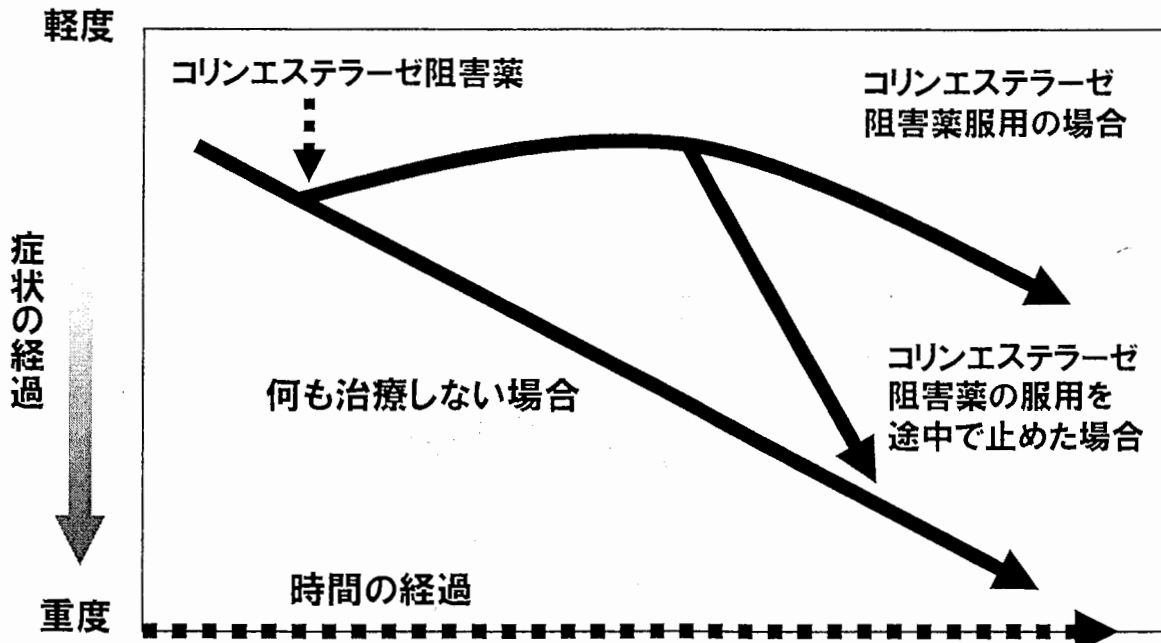 軽度
コリンエステラーゼ阻害薬
コリンエステラーゼ
阻害薬服用の場合
症状の経過
何も治療しない場合
コリンエステラーゼ
阻害薬の服用を
途中で止めた場合
時間の経過
重度